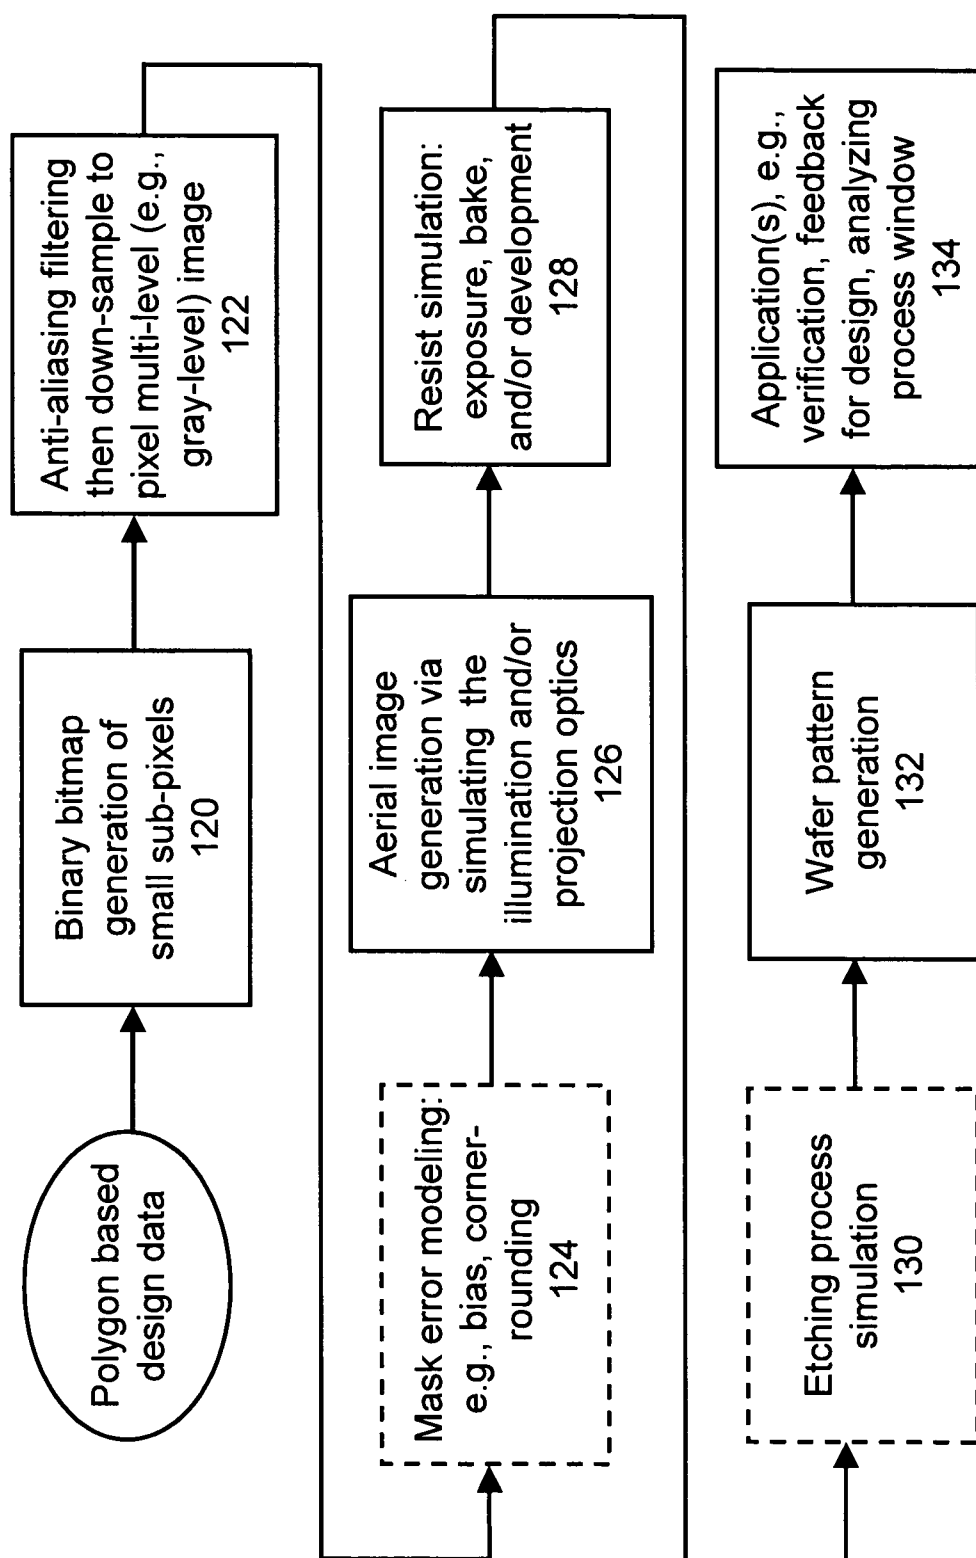 Polygon based
design data
Binary bitmap
generation of
small sub-pixels
120
Anti-aliasing filtering
then down-sample to
pixel multi-level (e.g.,
gray-level) image
122
Mask error modeling:
e.g., bias, corner-
rounding
124
Aerial image
generation via
simulating the
illumination and/or
projection optics
126
Resist simulation:
exposure, bake,
and/or development
128
Etching process
simulation
130
Wafer pattern
generation
132
Application(s), e.g.,
verification, feedback
for design, analyzing
process window
134